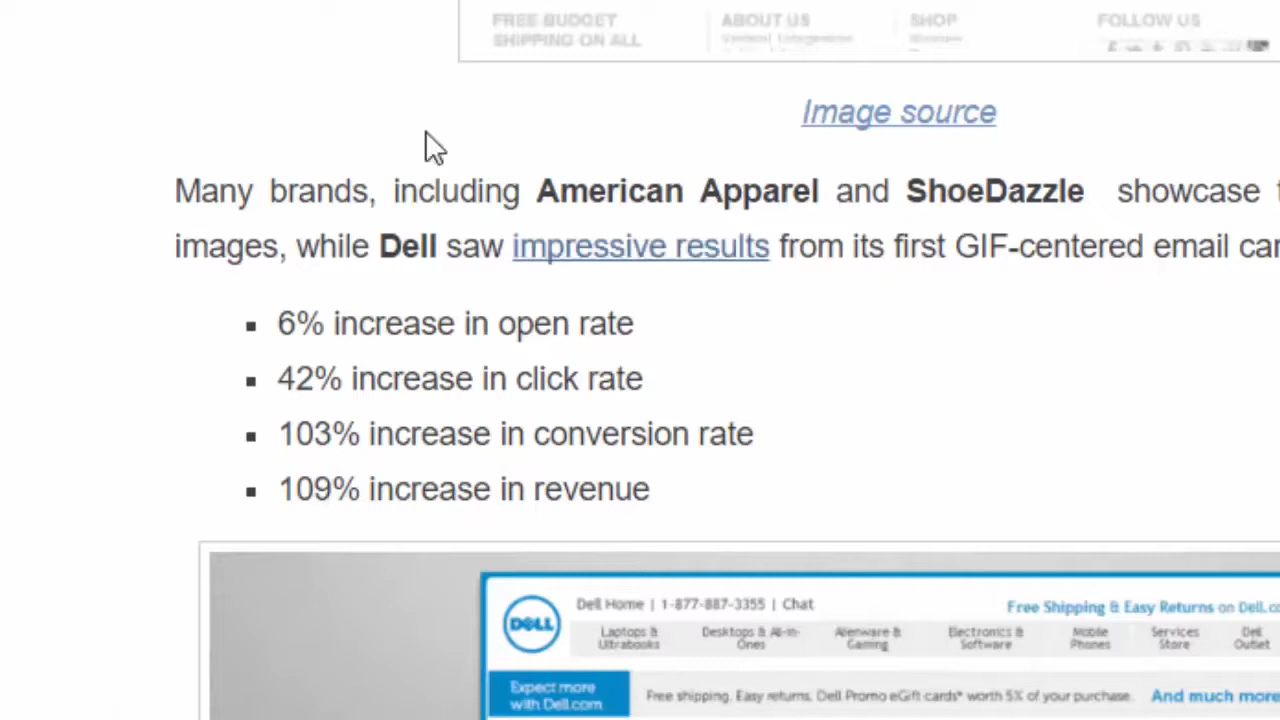 FREE BUDGET
SHIPPING ON ALL
ABOUT US
SHOP
FOLLOW US
Image source
Many brands, including American Apparel and ShoeDazzle showcase
images, while Dell saw impressive results from its first GIF-centered email
6% increase in open rate
42% increase in click rate
103% increase in conversion rate
109% increase in revenue
DELL
Dell Home | 1-877-887-3355 | Chat
Free Shipping & Easy Returns on Dell.co
Laptops & Ultrabooks
Desktops & All-in-Ones
Alienware & Gaming
Electronics & Software
Mobile Phones
Services Store
Dell Outlet
Expect more
with Dell.com
Free shipping. Easy returns. Dell Promo eGift cards* worth 5% of your purchase.
And much more